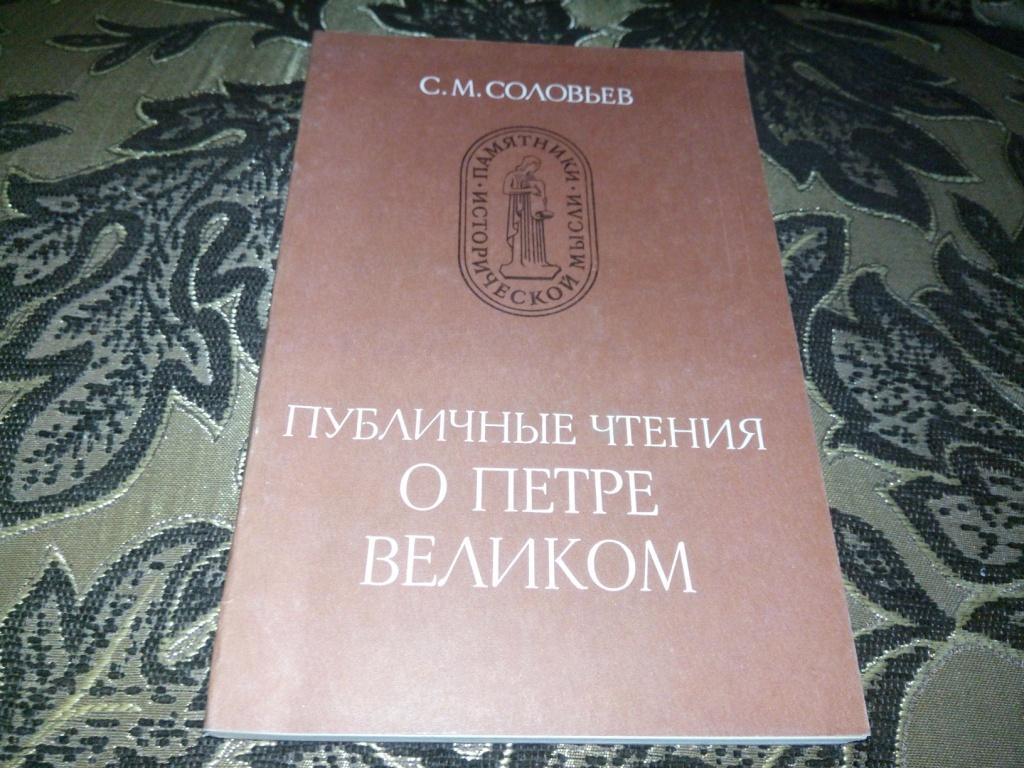 С. М. СОЛОВЬЕВ
ПАМЯТНИКИ · ИСТОРИЧЕСКОЙ МЫСЛИ ·
ПУБЛИЧНЫЕ ЧТЕНИЯ
О ПЕТРЕ
ВЕЛИКОМ